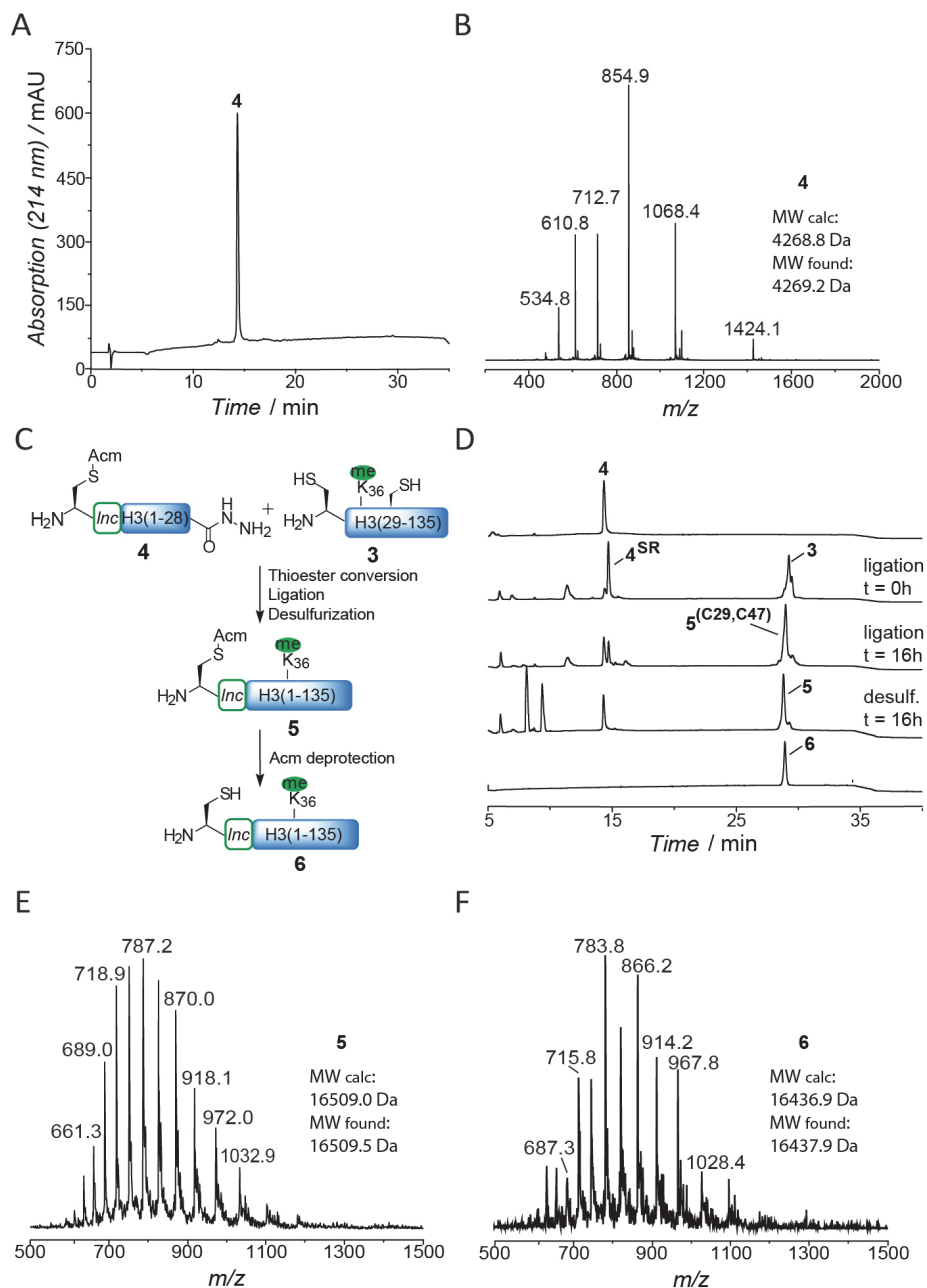 A
Absorption (214 nm) / mAU
750
600
450
300
150
0
4
0
10
20
30
Time / min
B
854.9
712.7
610.8
1068.4
534.8
1424.1
4
MW calc:
4268.8 Da
MW found:
4269.2 Da
400
800
1200
1600
2000
m/z
C
Acm
S
H2N
lnc
H3(1-28)
H
N
NH2
O
4
+
HS
me
K36
SH
H2N
H3(29-135)
3
Thioester conversion
Ligation
Desulfurization
Acm
S
me
K36
H2N
lnc
H3(1-135)
5
Acm deprotection
SH
me
K36
H2N
lnc
H3(1-135)
6
D
4
4SR
3
ligation
t = 0h
5(C29,C47)
ligation
t = 16h
5
desulf.
t = 16h
6
5
15
25
35
Time / min
E
787.2
718.9
870.0
689.0
918.1
661.3
972.0
1032.9
5
MW calc:
16509.0 Da
MW found:
16509.5 Da
500
700
900
1100
1300
1500
m/z
F
783.8
866.2
914.2
715.8
967.8
687.3
1028.4
6
MW calc:
16436.9 Da
MW found:
16437.9 Da
500
700
900
1100
1300
1500
m/z